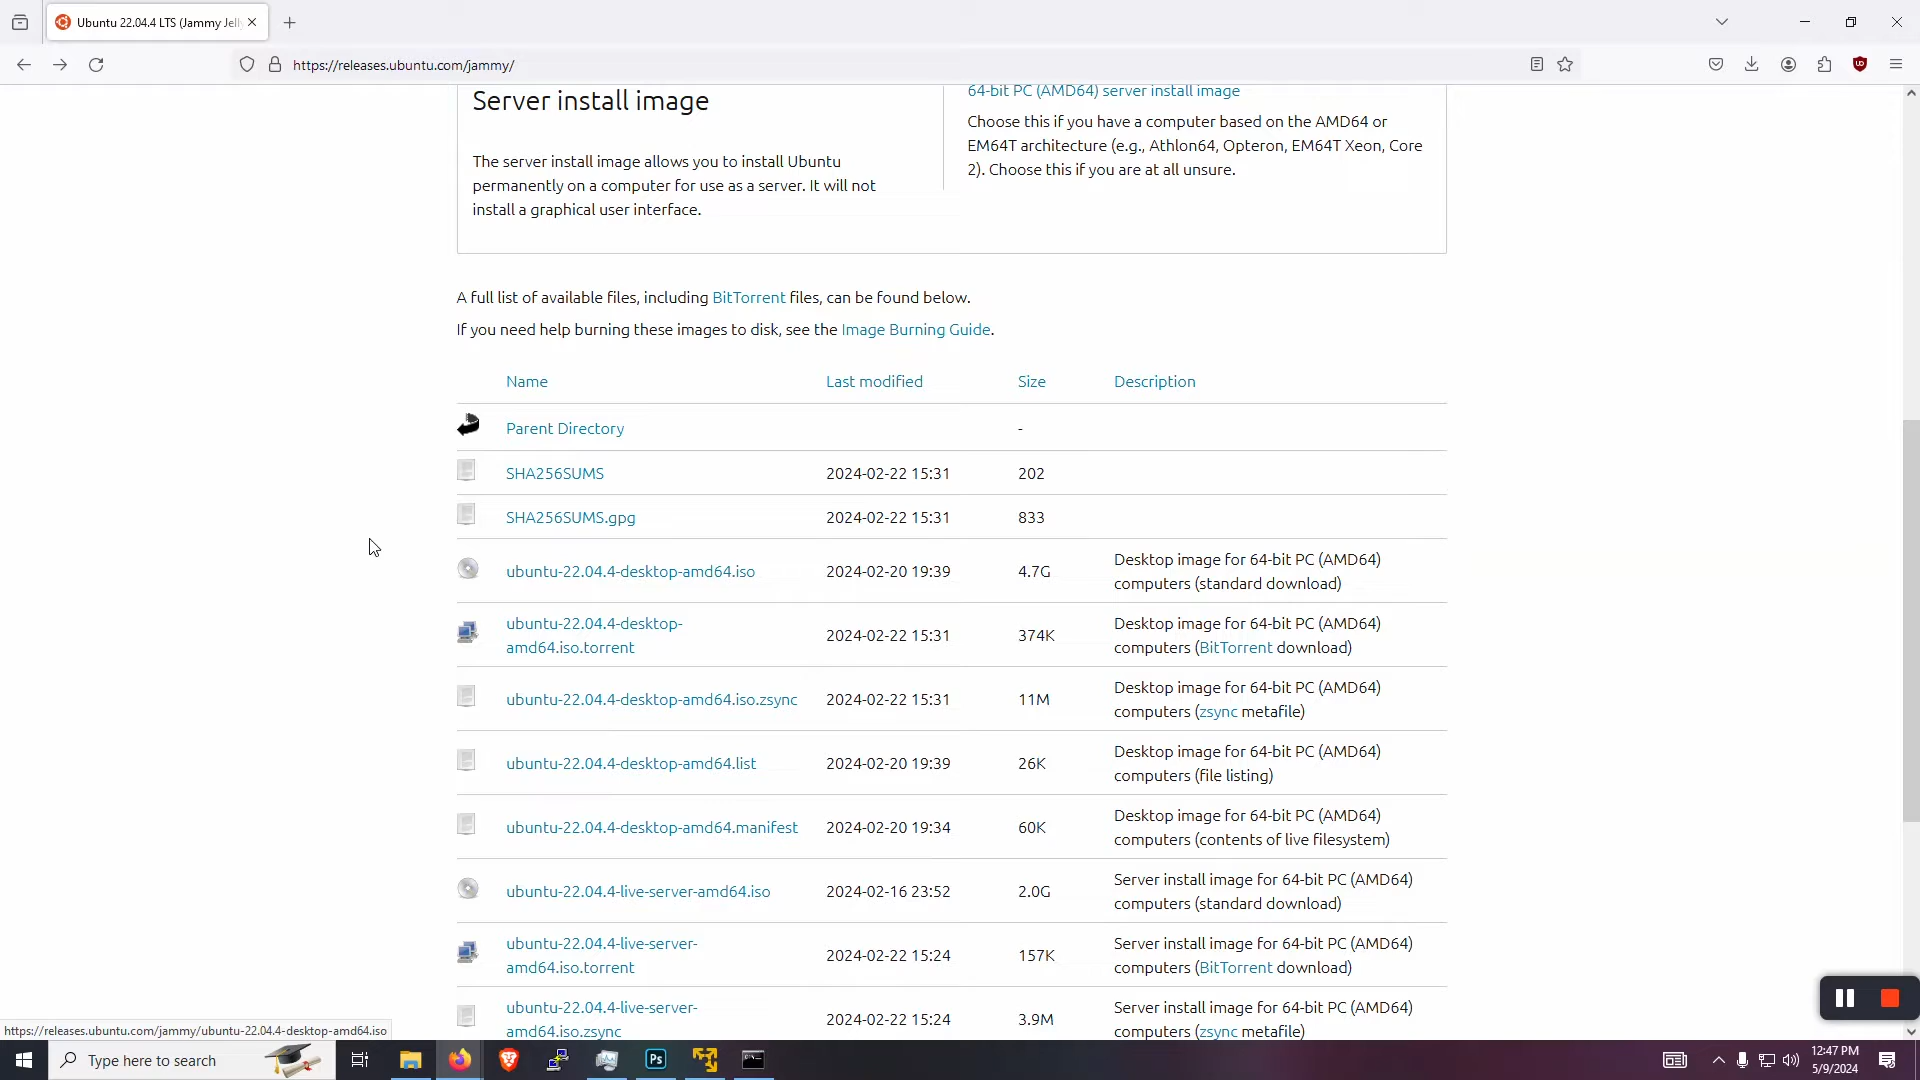 Ubuntu 22.04.4 LTS (Jammy Jell
https://releases.ubuntu.com/jammy/
Server install image
The server install image allows you to install Ubuntu
permanently on a computer for use as a server. It will not
install a graphical user interface.
64-bit PC (AMD64) server install image
Choose this if you have a computer based on the AMD64 or
EM64T architecture (e.g., Athlon64, Opteron, EM64T Xeon, Core
2). Choose this if you are at all unsure.
A full list of available files, including BitTorrent files, can be found below.
If you need help burning these images to disk, see the Image Burning Guide.
Name Last modified Size Description
Parent Directory -
SHA256SUMS 2024-02-22 15:31 202
SHA256SUMS.gpg 2024-02-22 15:31 833
ubuntu-22.04.4-desktop-amd64.iso 2024-02-20 19:39 4.7G Desktop image for 64-bit PC (AMD64)
computers (standard download)
ubuntu-22.04.4-desktop-
amd64.iso.torrent 2024-02-22 15:31 374K Desktop image for 64-bit PC (AMD64)
computers (BitTorrent download)
ubuntu-22.04.4-desktop-amd64.iso.zsync 2024-02-22 15:31 11M Desktop image for 64-bit PC (AMD64)
computers (zsync metafile)
ubuntu-22.04.4-desktop-amd64.list 2024-02-20 19:39 26K Desktop image for 64-bit PC (AMD64)
computers (file listing)
ubuntu-22.04.4-desktop-amd64.manifest 2024-02-20 19:34 60K Desktop image for 64-bit PC (AMD64)
computers (contents of live filesystem)
ubuntu-22.04.4-live-server-amd64.iso 2024-02-16 23:52 2.0G Server install image for 64-bit PC (AMD64)
computers (standard download)
ubuntu-22.04.4-live-server-
amd64.iso.torrent 2024-02-22 15:24 157K Server install image for 64-bit PC (AMD64)
computers (BitTorrent download)
ubuntu-22.04.4-live-server-
amd64.iso.zsync 2024-02-22 15:24 3.9M Server install image for 64-bit PC (AMD64)
computers (zsync metafile)
https://releases.ubuntu.com/jammy/ubuntu-22.04.4-desktop-amd64.iso
Type here to search
Ps
12:47 PM
5/9/2024